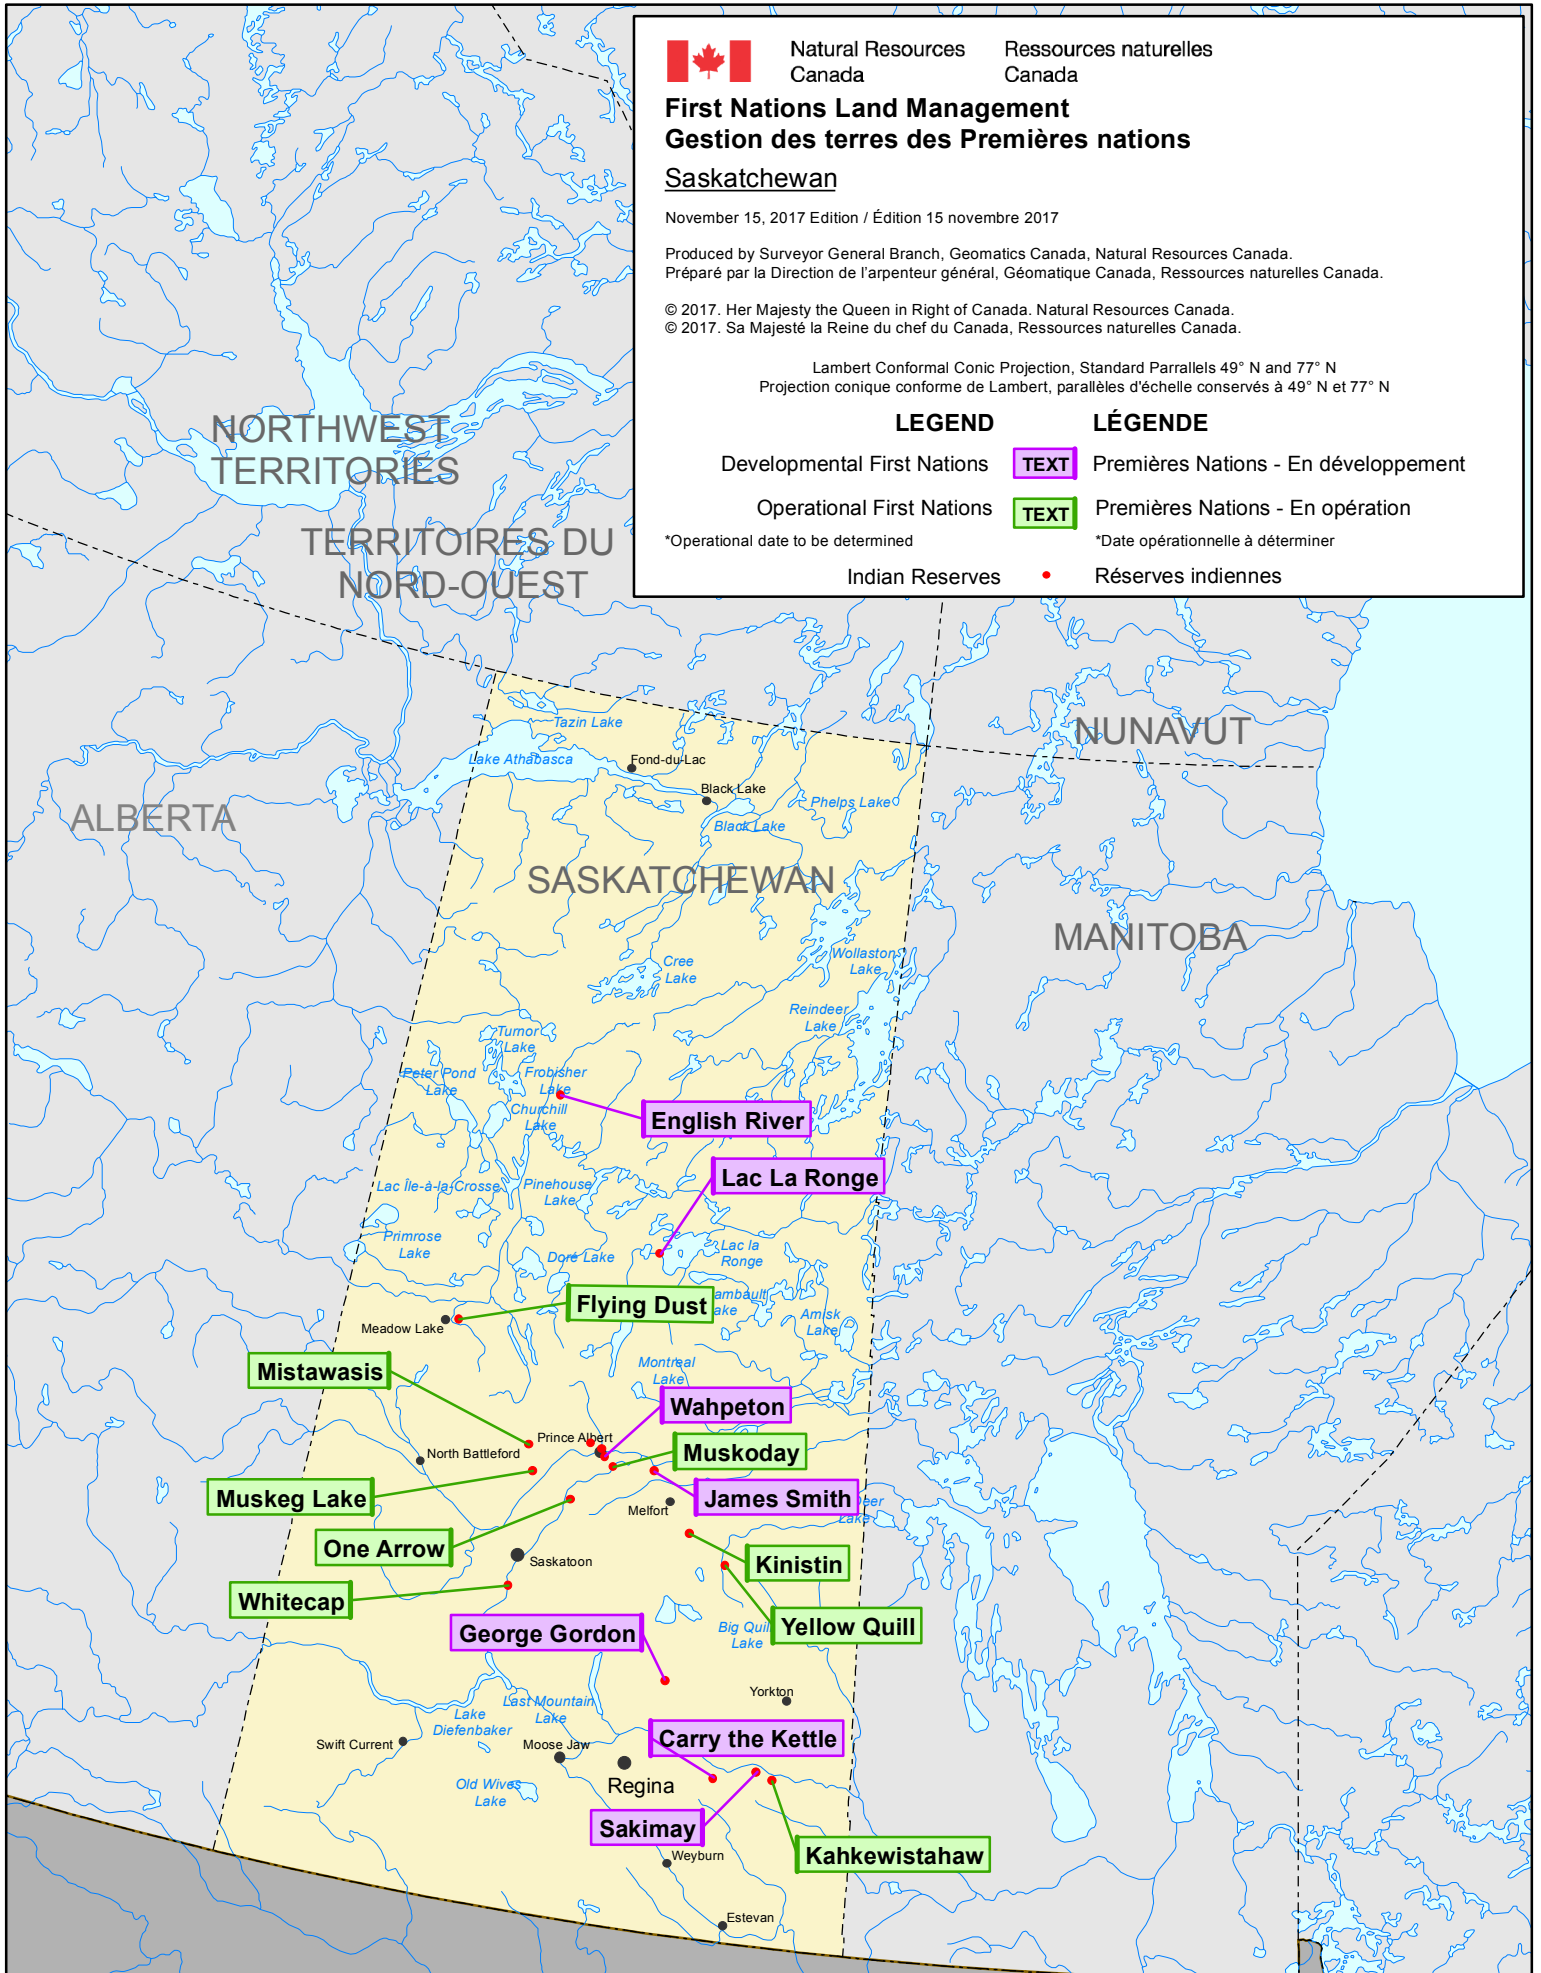 Natural Resources
Canada
Ressources naturelles
Canada
First Nations Land Management
Gestion des terres des Premières nations
Saskatchewan
November 15, 2017 Edition / Édition 15 novembre 2017
Produced by Surveyor General Branch, Geomatics Canada, Natural Resources Canada.
Préparé par la Direction de l'arpenteur général, Géomatique Canada, Ressources naturelles Canada.
© 2017. Her Majesty the Queen in Right of Canada. Natural Resources Canada.
© 2017. Sa Majesté la Reine du chef du Canada, Ressources naturelles Canada.
Lambert Conformal Conic Projection, Standard Parrallels 49° N and 77° N
Projection conique conforme de Lambert, parallèles d'échelle conservés à 49° N et 77° N
LEGEND LÉGENDE
Developmental First Nations TEXT Premières Nations - En développement
Operational First Nations TEXT Premières Nations - En opération
*Operational date to be determined *Date opérationnelle à déterminer
Indian Reserves Réserves indiennes
NORTHWEST
TERRITORIES
TERRITOIRES DU
NORD-OUEST
NUNAVUT
ALBERTA
SASKATCHEWAN
MANITOBA
Tazin Lake
Lake Athabasca
Fond-du-Lac
Black Lake
Phelps Lake
Black Lake
Cree
Lake
Wollaston
Lake
Reindeer
Lake
Turnor
Lake
Peter Pond
Lake
Frobisher
Lake
Churchill
Lake
English River
Lac La Ronge
Lac Île-à-la-Crosse
Pinehouse
Lake
Primrose
Lake
Doré Lake
Lac la
Ronge
Flying Dust
ambault
ake
Amisk
Lake
Meadow Lake
Mistawasis
Montreal
Lake
Wahpeton
Prince Albert
North Battleford
Muskoday
Muskeg Lake
James Smith
eer
Lake
Melfort
One Arrow
Saskatoon
Kinistin
Whitecap
George Gordon
Big Quill
Lake
Yellow Quill
Yorkton
Last Mountain
Lake
Lake
Diefenbaker
Swift Current
Moose Jaw
Carry the Kettle
Regina
Old Wives
Lake
Sakimay
Kahkewistahaw
Weyburn
Estevan